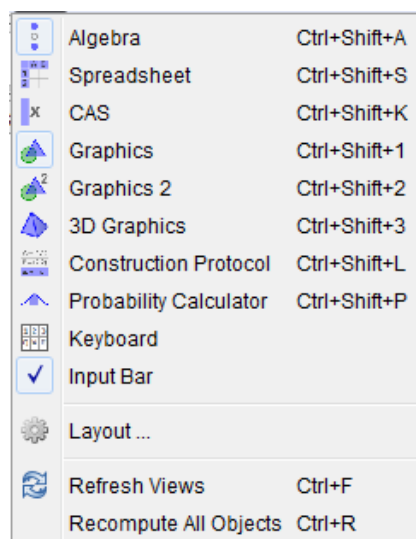 Algebra Ctrl+Shift+A
Spreadsheet Ctrl+Shift+S
CAS Ctrl+Shift+K
Graphics Ctrl+Shift+1
Graphics 2 Ctrl+Shift+2
3D Graphics Ctrl+Shift+3
Construction Protocol Ctrl+Shift+L
Probability Calculator Ctrl+Shift+P
Keyboard
Input Bar
Layout ...
Refresh Views Ctrl+F
Recompute All Objects Ctrl+R